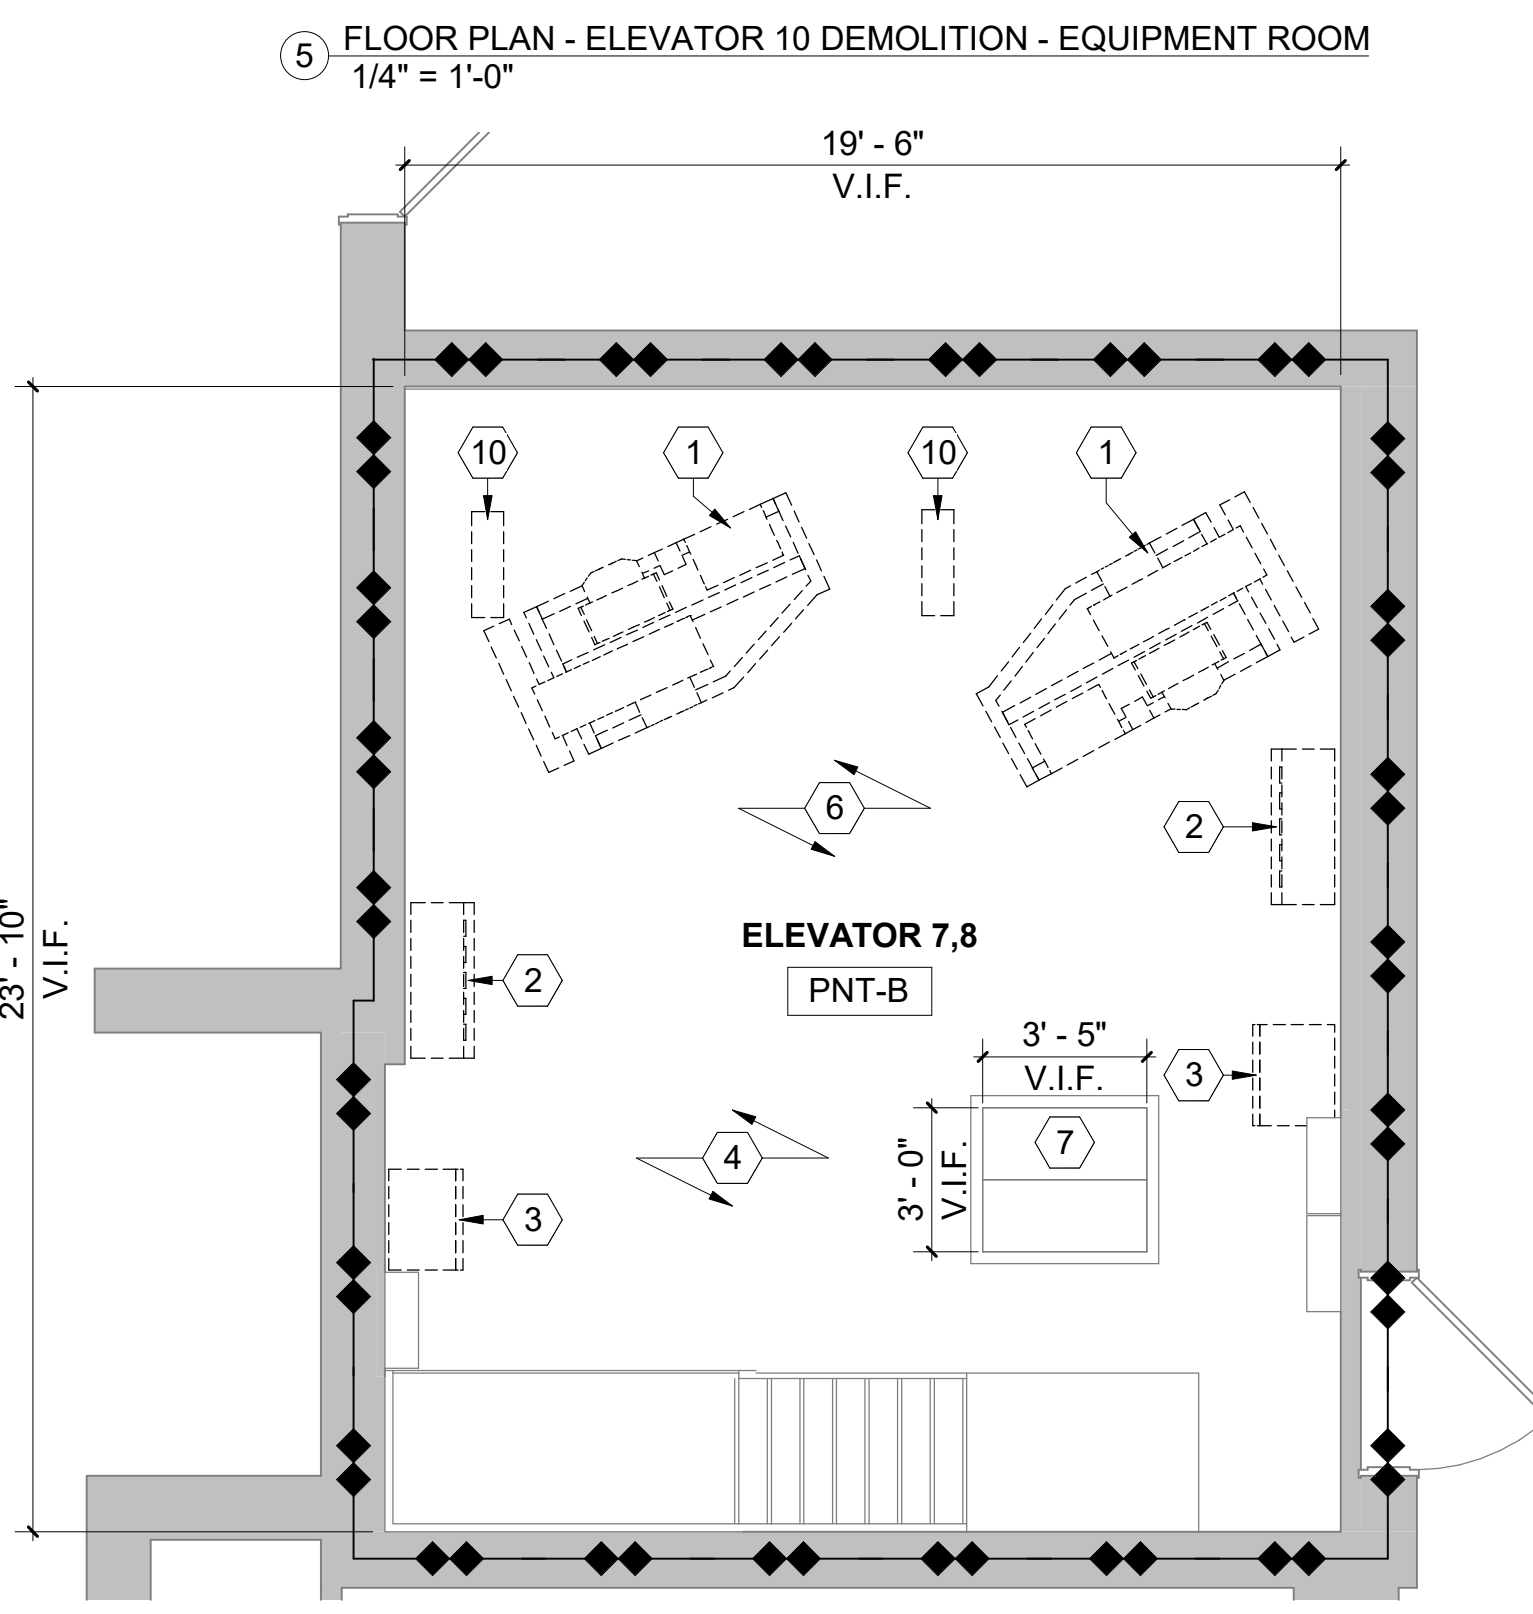 5 FLOOR PLAN - ELEVATOR 10 DEMOLITION - EQUIPMENT ROOM
1/4" = 1'-0"
19' - 6"
V.I.F.
10
1
10
1
6
2
23' - 10"
V.I.F.
ELEVATOR 7,8
2
PNT-B
3' - 5"
V.I.F.
3
7
4
3' - 0"
V.I.F.
3